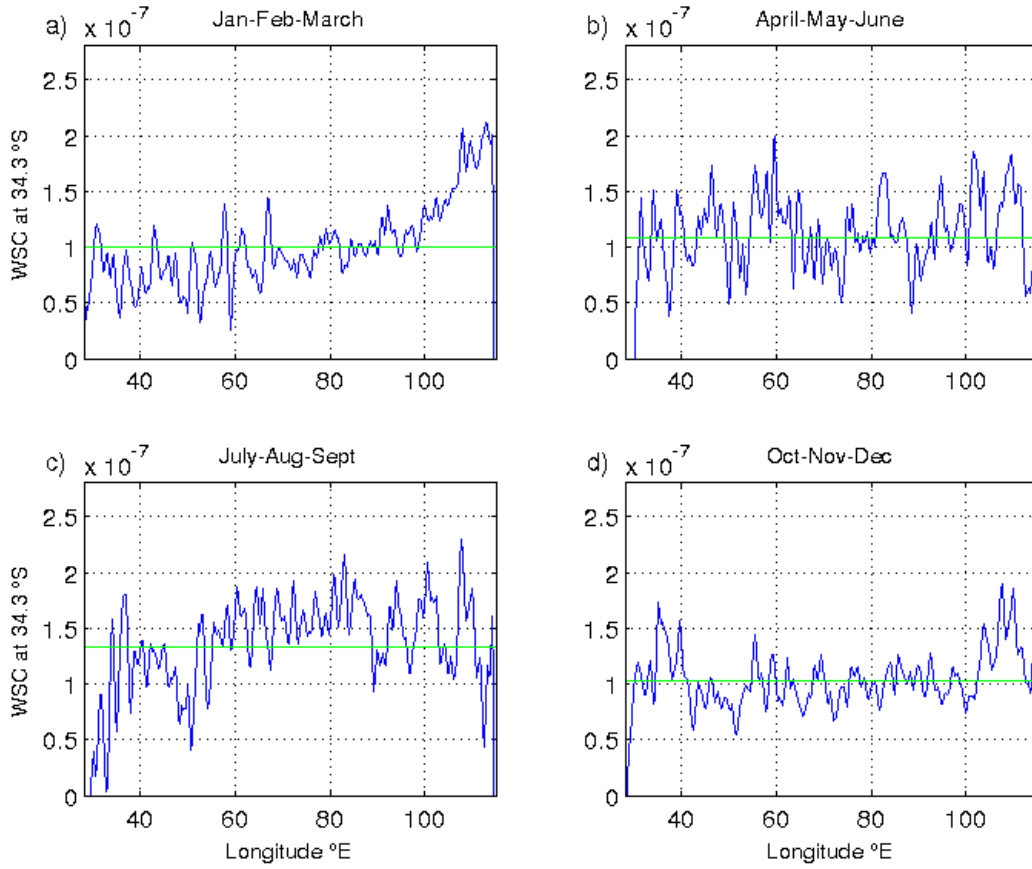 a) x 10^-7 Jan-Feb-March
2.5
2
1.5
1
0.5
0
WSC at 34.3 ºS
40 60 80 100
b) x 10^-7 April-May-June
2.5
2
1.5
1
0.5
0
40 60 80 100
c) x 10^-7 July-Aug-Sept
2.5
2
1.5
1
0.5
0
WSC at 34.3 ºS
40 60 80 100
Longitude ºE
d) x 10^-7 Oct-Nov-Dec
2.5
2
1.5
1
0.5
0
40 60 80 100
Longitude ºE